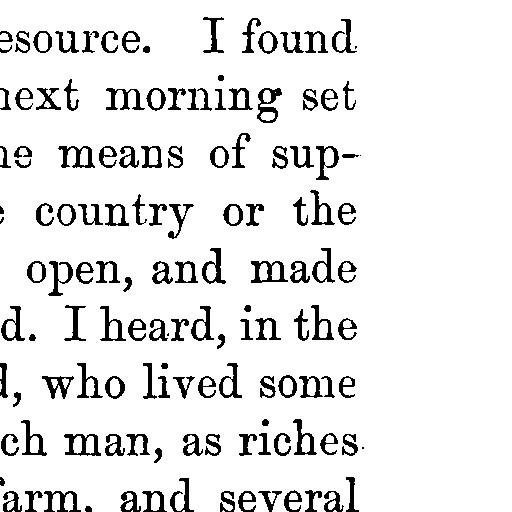 esource. I found
next morning set
he means of sup-
e country or the
open, and made
d. I heard, in the
d, who lived some
ch man, as riches
farm, and several